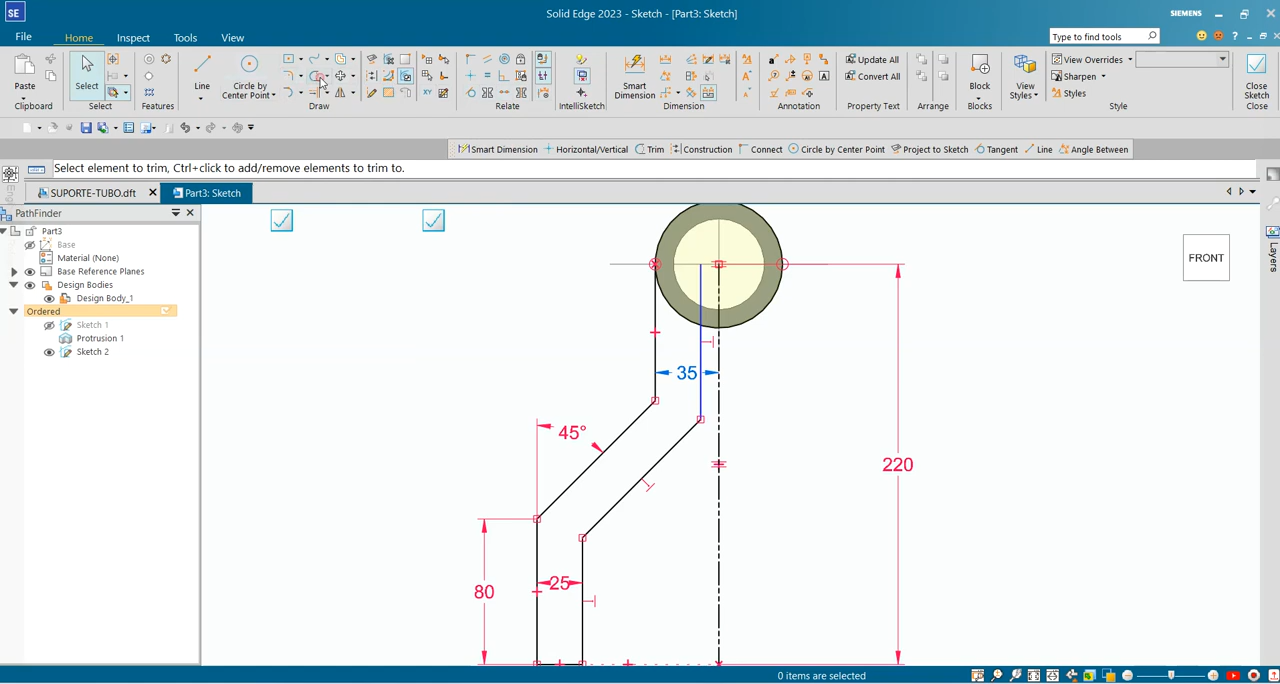 SE
Solid Edge 2023 - Sketch - [Part3: Sketch]
SIEMENS
File
Home
Inspect
Tools
View
Type to find tools
Paste
Clipboard
Select
Select
Features
Line
Circle by
Center Point
Draw
Relate
IntelliSketch
Smart
Dimension
Dimension
Annotation
Update All
Convert All
Property Text
Arrange
Block
Blocks
View
Styles
View Overrides
Sharpen
Styles
Style
Close
Sketch
Close
Smart Dimension
Horizontal/Vertical
Trim
Construction
Connect
Circle by Center Point
Project to Sketch
Tangent
Line
Angle Between
Select element to trim, Ctrl+click to add/remove elements to trim to.
SUPORTE-TUBO.dft
Part3: Sketch
PathFinder
Part3
Base
Material (None)
Base Reference Planes
Design Bodies
Design Body_1
Ordered
Sketch 1
Protrusion 1
Sketch 2
FRONT
Layers
35
45°
220
25
80
XY
0 items are selected